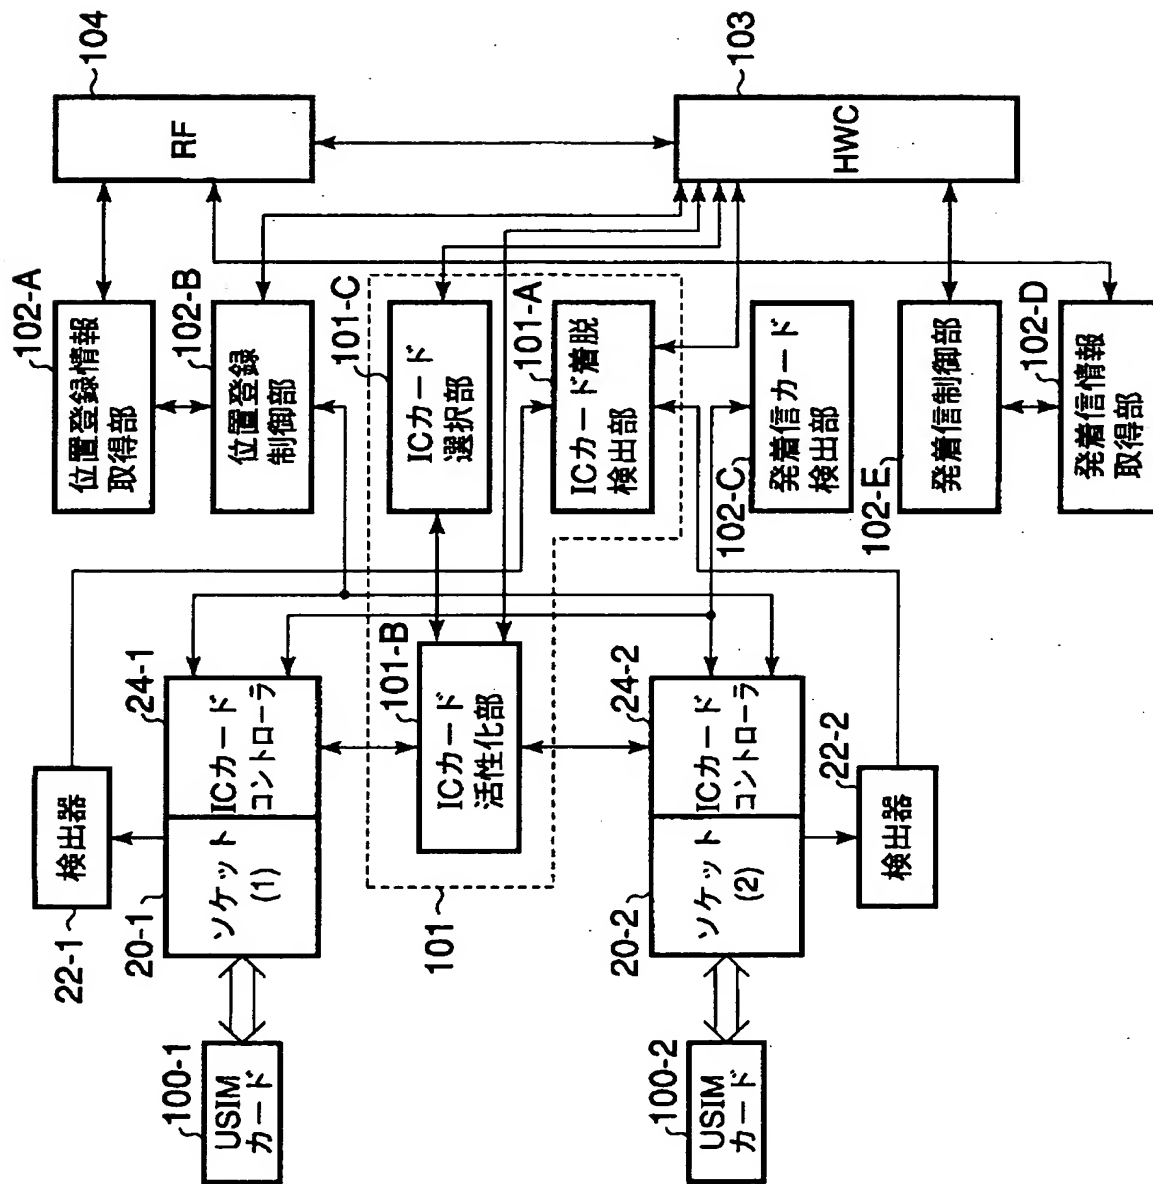 104
RF
103
HWC
102-A
位置登録情報
取得部
102-B
位置登録
制御部
101-C
ICカード
選択部
101-A
ICカード着脱
検出部
102-C
発着信カード
検出部
102-E
発着信制御部
102-D
発着信情報
取得部
101-B
ICカード
活性化部
101
22-1
検出器
24-1
ICカード
コントローラ
20-1
ソケット
(1)
24-2
ICカード
コントローラ
20-2
ソケット
(2)
22-2
検出器
100-1
USIM
カード
100-2
USIM
カード